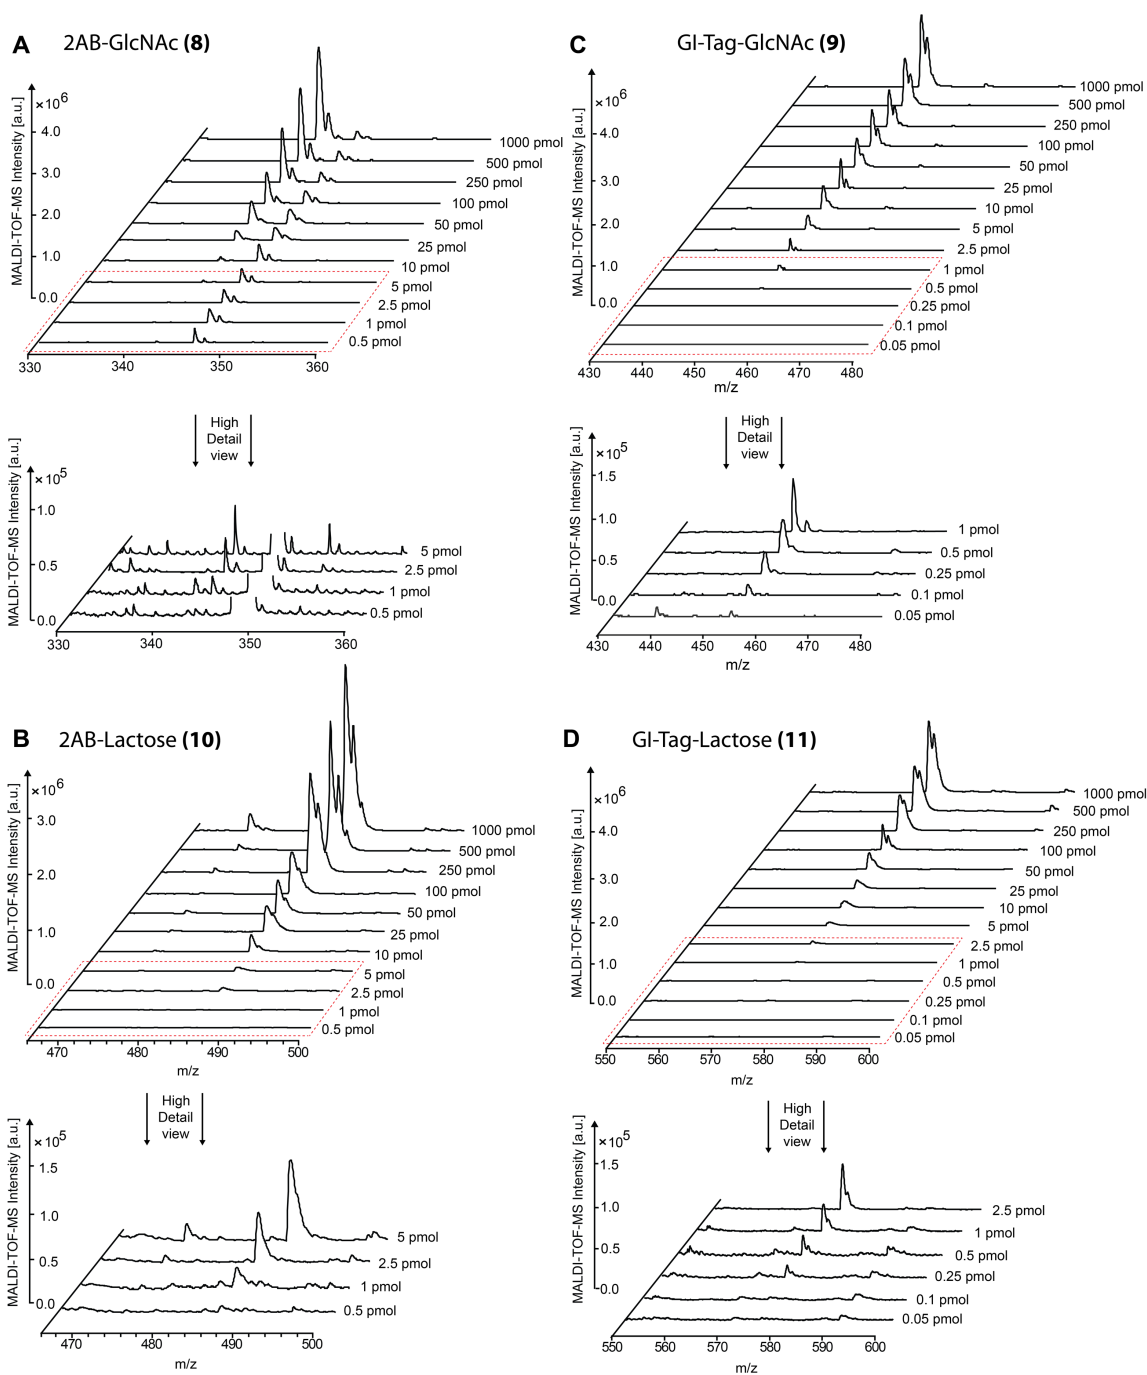 A 2AB-GlcNAc (8)
MALDI-TOF-MS Intensity [a.u.]
×10⁶
4.0
3.0
2.0
1.0
0.0
1000 pmol
500 pmol
250 pmol
100 pmol
50 pmol
25 pmol
10 pmol
5 pmol
2.5 pmol
1 pmol
0.5 pmol
330 340 350 360
High
Detail
view
MALDI-TOF-MS Intensity [a.u.]
×10⁵
1.0
0.5
0.0
5 pmol
2.5 pmol
1 pmol
0.5 pmol
330 340 350 360
C GI-Tag-GlcNAc (9)
MALDI-TOF-MS Intensity [a.u.]
×10⁶
4.0
3.0
2.0
1.0
0.0
1000 pmol
500 pmol
250 pmol
100 pmol
50 pmol
25 pmol
10 pmol
5 pmol
2.5 pmol
1 pmol
0.5 pmol
0.25 pmol
0.1 pmol
0.05 pmol
430 440 450 460 470 480
m/z
High
Detail
view
MALDI-TOF-MS Intensity [a.u.]
×10⁵
1.5
1.0
0.5
0.0
1 pmol
0.5 pmol
0.25 pmol
0.1 pmol
0.05 pmol
430 440 450 460 470 480
m/z
B 2AB-Lactose (10)
MALDI-TOF-MS Intensity [a.u.]
×10⁶
3.0
2.0
1.0
0.0
1000 pmol
500 pmol
250 pmol
100 pmol
50 pmol
25 pmol
10 pmol
5 pmol
2.5 pmol
1 pmol
0.5 pmol
470 480 490 500
m/z
High
Detail
view
MALDI-TOF-MS Intensity [a.u.]
×10⁵
1.5
1.0
0.5
0.0
5 pmol
2.5 pmol
1 pmol
0.5 pmol
470 480 490 500
m/z
D GI-Tag-Lactose (11)
MALDI-TOF-MS Intensity [a.u.]
×10⁶
4.0
3.0
2.0
1.0
0.0
1000 pmol
500 pmol
250 pmol
100 pmol
50 pmol
25 pmol
10 pmol
5 pmol
2.5 pmol
1 pmol
0.5 pmol
0.25 pmol
0.1 pmol
0.05 pmol
550 560 570 580 590 600
m/z
High
Detail
view
MALDI-TOF-MS Intensity [a.u.]
×10⁵
1.5
1.0
0.5
0.0
2.5 pmol
1 pmol
0.5 pmol
0.25 pmol
0.1 pmol
0.05 pmol
550 560 570 580 590 600
m/z